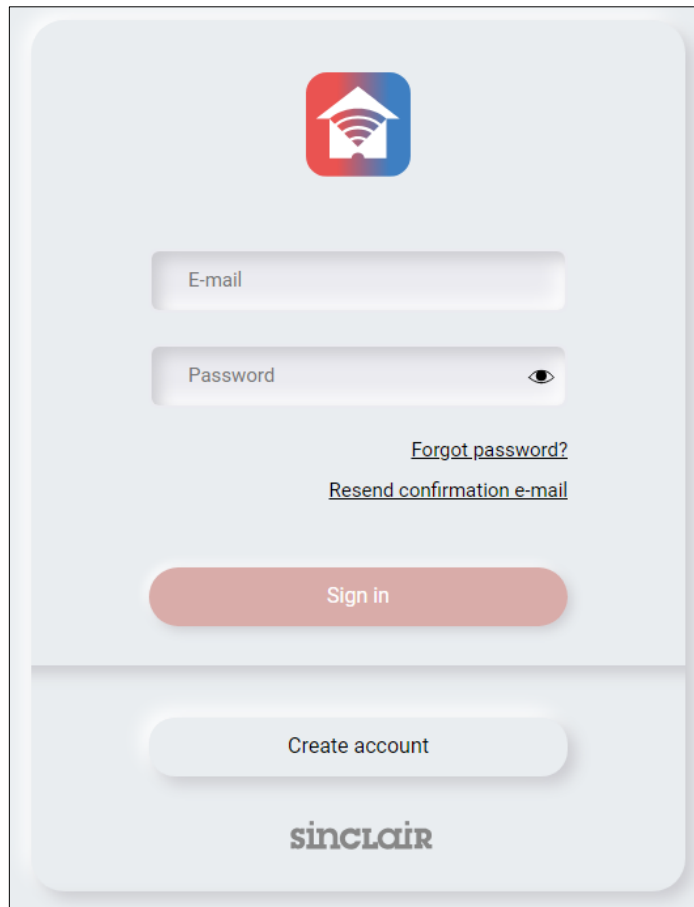 E-mail
Password
Forgot password?
Resend confirmation e-mail
Sign in
Create account
sinclair